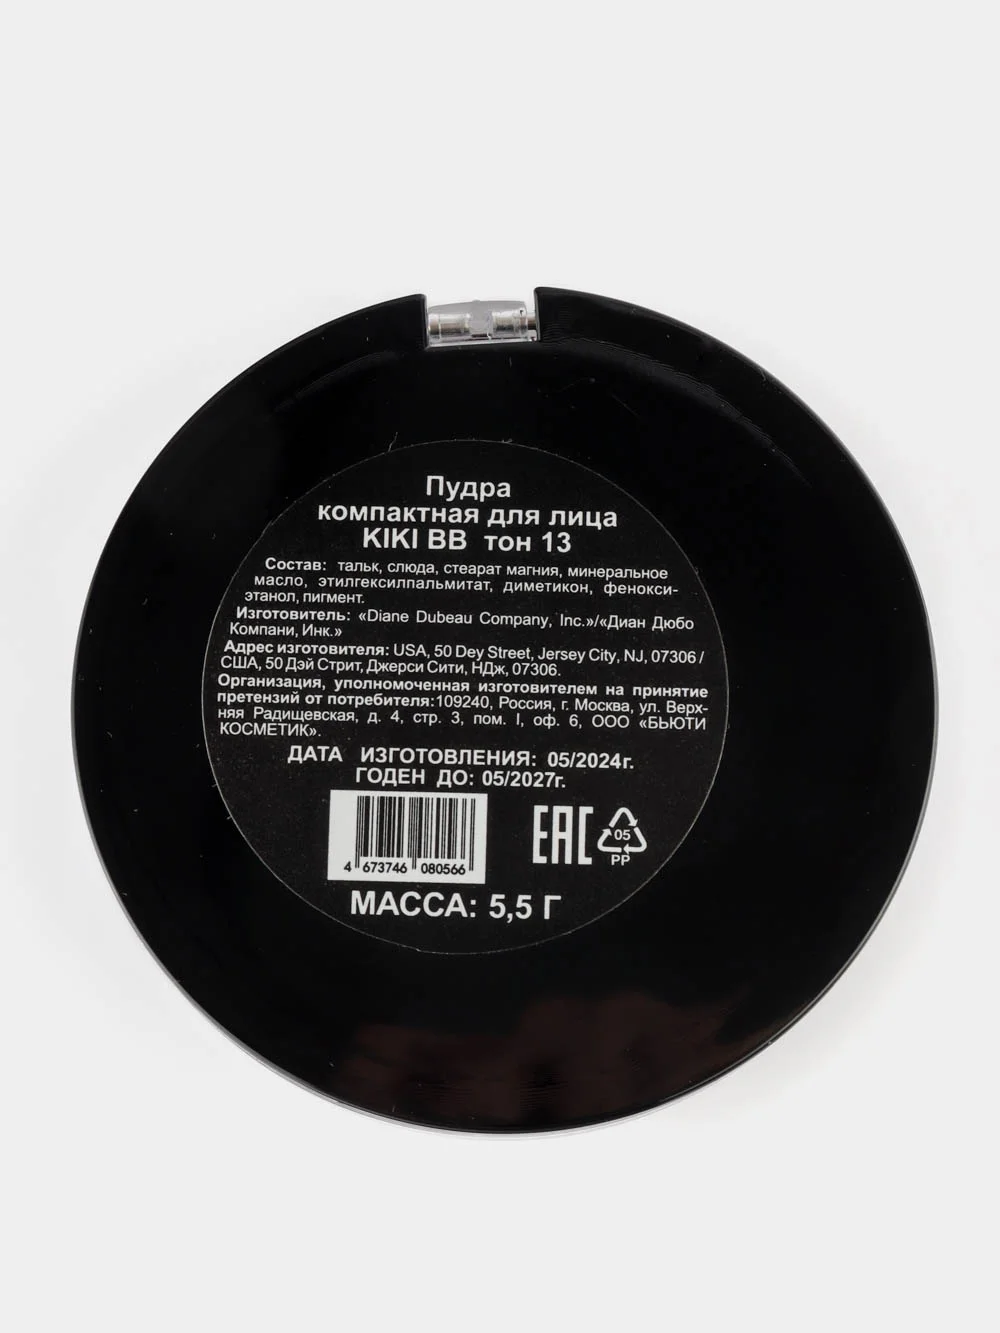 Пудра
компактная для лица
KIKI BB тон 13
Состав: тальк, слюда, стеарат магния, минеральное
масло, этилгексилпальмитат, диметикон, фенокси-
этанол, пигмент.
Изготовитель: «Diane Dubeau Company, Inc.»/«Диан Дюбо
Компани, Инк.»
Адрес изготовителя: USA, 50 Dey Street, Jersey City, NJ, 07306 /
США, 50 Дэй Стрит, Джерси Сити, НДж, 07306.
Организация, уполномоченная изготовителем на принятие
претензий от потребителя:109240, Россия, г. Москва, ул. Верх-
няя Радищевская, д. 4, стр. 3, пом. I, оф. 6, ООО «БЬЮТИ
КОСМЕТИК».
ДАТА ИЗГОТОВЛЕНИЯ: 05/2024г.
ГОДЕН ДО: 05/2027г.
4 673746 080566
EAC
05
PP
МАССА: 5,5 Г